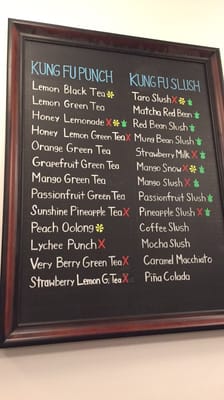 KUNG FU PUNCH
Lemon Black Tea
Lemon Green Tea
Honey Lemonade X
Honey Lemon Green Tea X
Orange Green Tea
Grapefruit Green Tea
Mango Green Tea
Passionfruit Green Tea
Sunshine Pineapple Tea X
Peach Oolong
Lychee Punch X
Very Berry Green Tea X
Strawberry Lemon G. Tea X
KUNG FU SLUSH
Taro Slush X
Matcha Red Bean
Red Bean Slush
Mung Bean Slush
Strawberry Milk X
Mango Snow X
Mango Slush X
Passionfruit Slush
Pineapple Slush X
Coffee Slush
Mocha Slush
Caramel Macchiato
Piña Colada